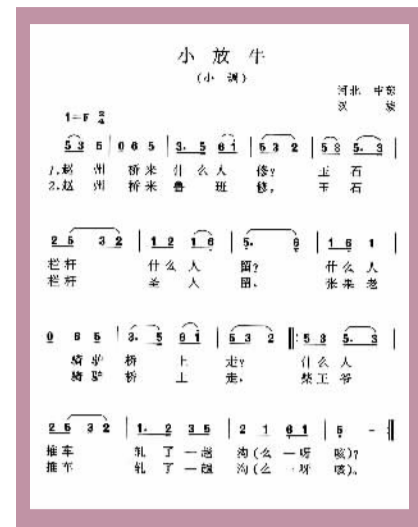 小 放 牛
(小 调)
河北
汉 族
1=F 2/4
5 3 5 | 0 6 5 | 3. 5 6 1 | 5 3 2 | 5 3 5. 3 |
1.赵 州 桥来 什么人 修? 玉 石
2.赵 州 桥来 鲁 班 修, 玉 石
2 5 3 2 | 1 2 1 6 | 5. 6 | 1 6 1 |
栏杆 什么 人 留? 什么人
栏杆 圣 人 留, 张果老
0 6 5 | 3. 5 6 1 | 5 3 2 ‖: 5 3 5. 3 |
骑驴 桥 上 走? 什么 人
骑驴 桥 上 走, 柴王爷
2 5 3 2 | 1. 2 3 5 | 2 1 6 1 | 5 - :‖
推车 轧 了 一趟 沟(么 一呀 咳)?
推车 轧 了 一趟 沟(么 一呀 咳)。